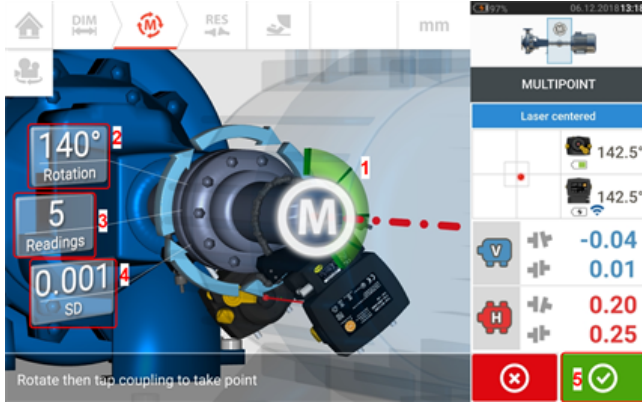 DIM
M
RES
mm
97%
06.12.2018 13:18
MULTIPOINT
Laser centered
142.5°
142.5°
140°
Rotation
2
1
5
Readings
3
0.001
SD
4
M
V
-0.04
0.01
H
0.20
0.25
Rotate then tap coupling to take point
5